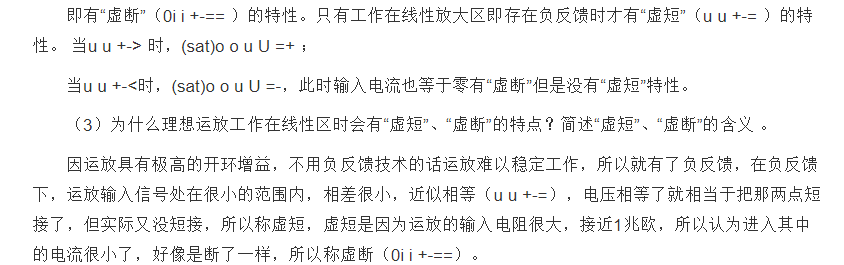 即有“虚断”（0i i +-== ）的特性。只有工作在线性放大区即存在负反馈时才有“虚短”（u u +-= ）的特
性。 当u u +-> 时，(sat)o o u U =+ ；
当u u +-<时，(sat)o o u U =-，此时输入电流也等于零有“虚断”但是没有“虚短”特性。
（3）为什么理想运放工作在线性区时会有“虚短”、“虚断”的特点？简述“虚短”、“虚断”的含义 。
因运放具有极高的开环增益，不用负反馈技术的话运放难以稳定工作，所以就有了负反馈，在负反馈
下，运放输入信号处在很小的范围内，相差很小，近似相等（u u +-=），电压相等了就相当于把那两点短
接了，但实际又没短接，所以称虚短，虚短是因为运放的输入电阻很大，接近1兆欧，所以认为进入其中
的电流很小了，好像是断了一样，所以称虚断（0i i +-==）。